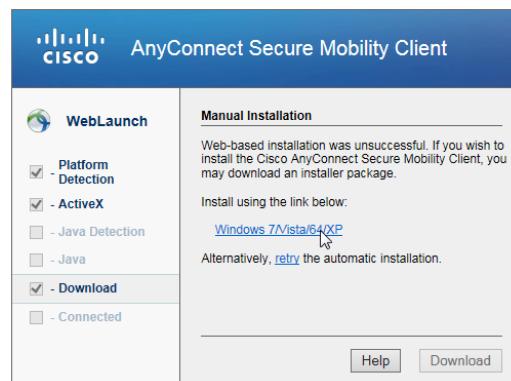 CISCO
AnyConnect Secure Mobility Client
WebLaunch
- Platform
Detection
- ActiveX
- Java Detection
- Java
- Download
- Connected
Manual Installation
Web-based installation was unsuccessful. If you wish to
install the Cisco AnyConnect Secure Mobility Client, you
may download an installer package.
Install using the link below:
Windows 7/Vista/64/XP
Alternatively, retry the automatic installation.
Help
Download